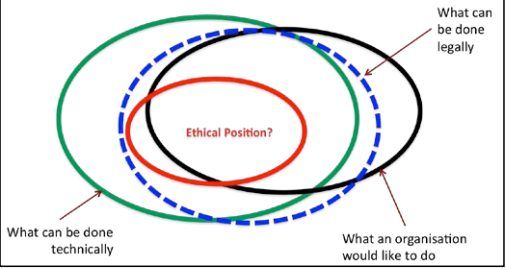 What can
be done
legally
Ethical Position?
What can be done
technically
What an organisation
would like to do